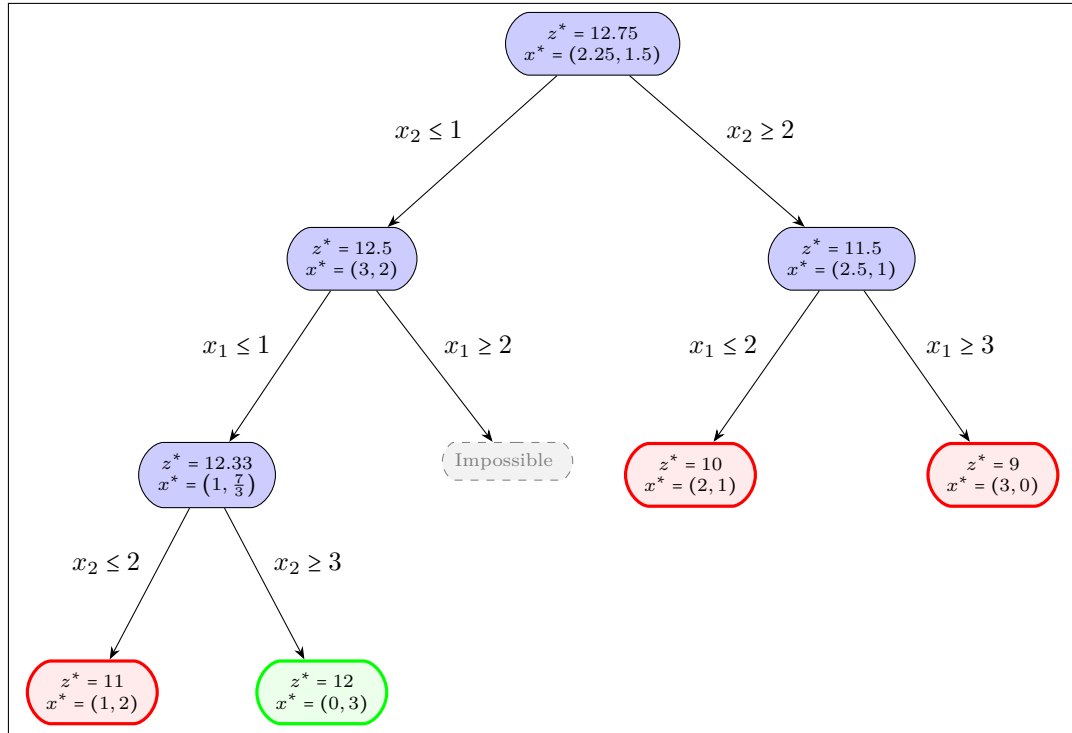 z* = 12.75
x* = (2.25, 1.5)
x₂ ≤ 1
x₂ ≥ 2
z* = 12.5
x* = (3, 2)
z* = 11.5
x* = (2.5, 1)
x₁ ≤ 1
x₁ ≥ 2
x₁ ≤ 2
x₁ ≥ 3
z* = 12.33
x* = (1, 7/3)
Impossible
z* = 10
x* = (2, 1)
z* = 9
x* = (3, 0)
x₂ ≤ 2
x₂ ≥ 3
z* = 11
x* = (1, 2)
z* = 12
x* = (0, 3)